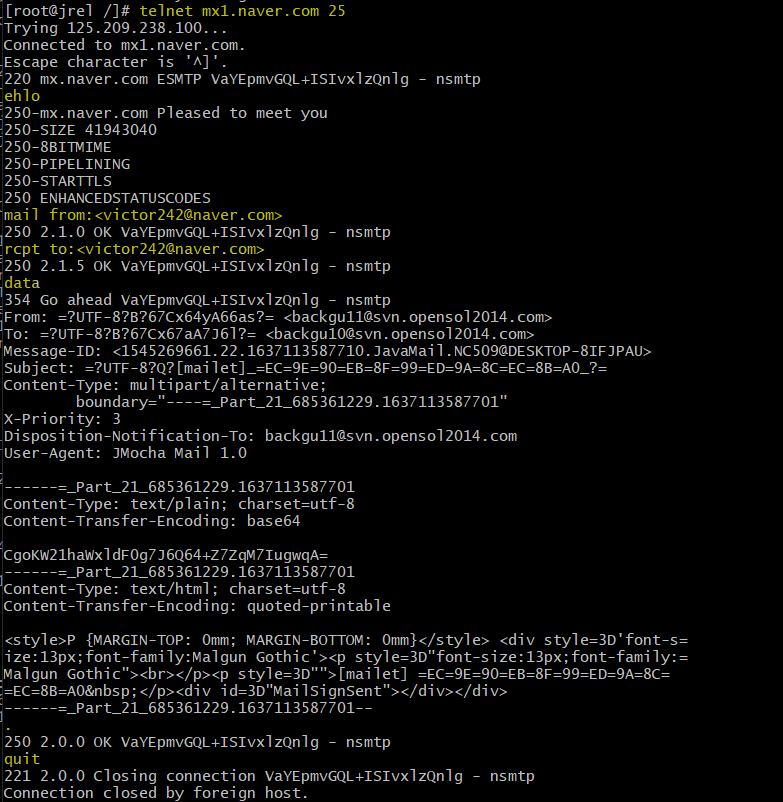 [root@jrel /]# telnet mx1.naver.com 25
Trying 125.209.238.100...
Connected to mx1.naver.com.
Escape character is '^]'.
220 mx.naver.com ESMTP VaYEpmvGQL+ISIvxlzQnlg - nsmtp
ehlo
250-mx.naver.com Pleased to meet you
250-SIZE 41943040
250-8BITMIME
250-PIPELINING
250-STARTTLS
250 ENHANCEDSTATUSCODES
mail from:<victor242@naver.com>
250 2.1.0 OK VaYEpmvGQL+ISIvxlzQnlg - nsmtp
rcpt to:<victor242@naver.com>
250 2.1.5 OK VaYEpmvGQL+ISIvxlzQnlg - nsmtp
data
354 Go ahead VaYEpmvGQL+ISIvxlzQnlg - nsmtp
From: =?UTF-8?B?67Cx64yA66as?= <backgu11@svn.opensol2014.com>
To: =?UTF-8?B?67Cx67aA7J6l?= <backgu10@svn.opensol2014.com>
Message-ID: <1545269661.22.1637113587710.JavaMail.NC509@DESKTOP-8IFJPAU>
Subject: =?UTF-8?Q?[mailet]_=EC=9E=90=EB=8F=99=ED=9A=8C=EC=8B=A0_?=
Content-Type: multipart/alternative;
        boundary="----=_Part_21_685361229.1637113587701"
X-Priority: 3
Disposition-Notification-To: backgu11@svn.opensol2014.com
User-Agent: JMocha Mail 1.0

------=_Part_21_685361229.1637113587701
Content-Type: text/plain; charset=utf-8
Content-Transfer-Encoding: base64

CgoKW21haWxldF0g7J6Q64+Z7ZqM7IugwqA=
------=_Part_21_685361229.1637113587701
Content-Type: text/html; charset=utf-8
Content-Transfer-Encoding: quoted-printable

<style>P {MARGIN-TOP: 0mm; MARGIN-BOTTOM: 0mm}</style> <div style=3D'font-s=
ize:13px;font-family:Malgun Gothic'><p style=3D"font-size:13px;font-family:=
Malgun Gothic"><br></p><p style=3D"">[mailet] =EC=9E=90=EB=8F=99=ED=9A=8C=
=EC=8B=A0&nbsp;</p><div id=3D"MailSignSent"></div></div>
------=_Part_21_685361229.1637113587701--
.
250 2.0.0 OK VaYEpmvGQL+ISIvxlzQnlg - nsmtp
quit
221 2.0.0 Closing connection VaYEpmvGQL+ISIvxlzQnlg - nsmtp
Connection closed by foreign host.